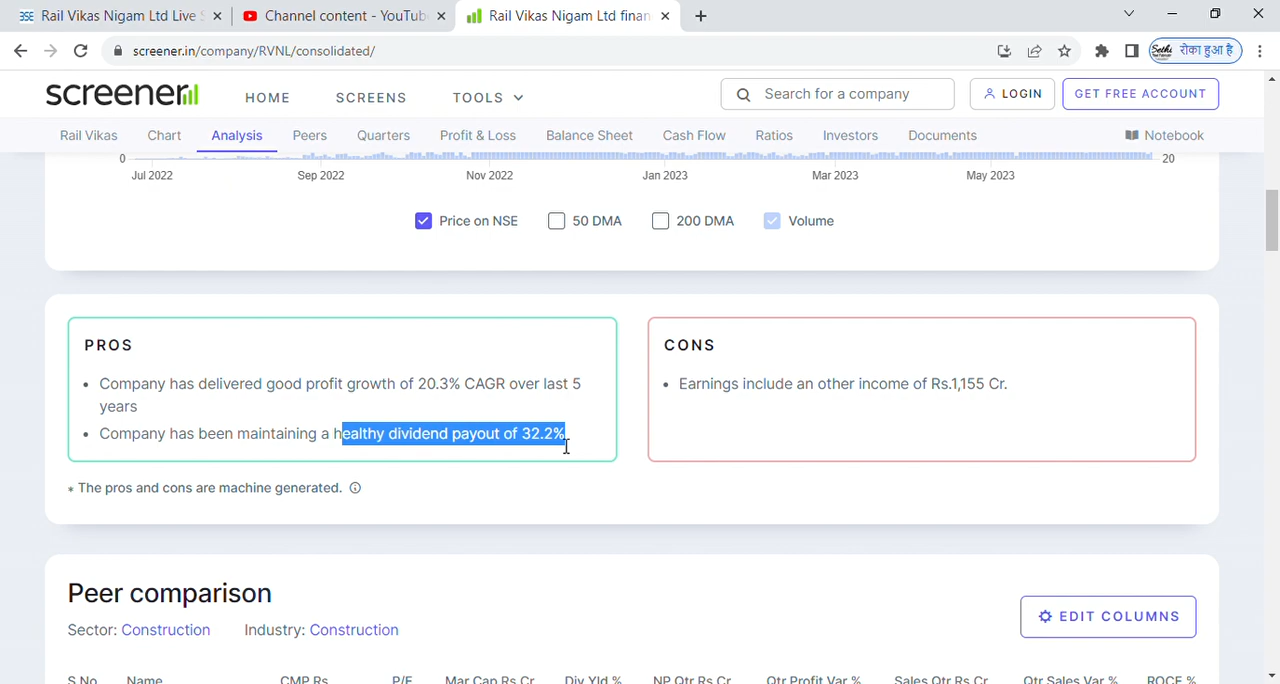 Rail Vikas Nigam Ltd Live S
Channel content - YouTub
Rail Vikas Nigam Ltd finan
screener.in/company/RVNL/consolidated/
Sethi रोका हुआ है
screener
HOME SCREENS TOOLS
Search for a company
LOGIN
GET FREE ACCOUNT
Rail Vikas Chart Analysis Peers Quarters Profit & Loss Balance Sheet Cash Flow Ratios Investors Documents Notebook
0 20
Jul 2022 Sep 2022 Nov 2022 Jan 2023 Mar 2023 May 2023
Price on NSE 50 DMA 200 DMA Volume
PROS
Company has delivered good profit growth of 20.3% CAGR over last 5
years
Company has been maintaining a healthy dividend payout of 32.2%
CONS
Earnings include an other income of Rs.1,155 Cr.
* The pros and cons are machine generated.
Peer comparison
Sector: Construction Industry: Construction
EDIT COLUMNS
S.No. Name CMP Rs. P/E Mar Cap Rs.Cr. Div Yld % NP Qtr Rs.Cr. Qtr Profit Var % Sales Qtr Rs.Cr. Qtr Sales Var % ROCE %